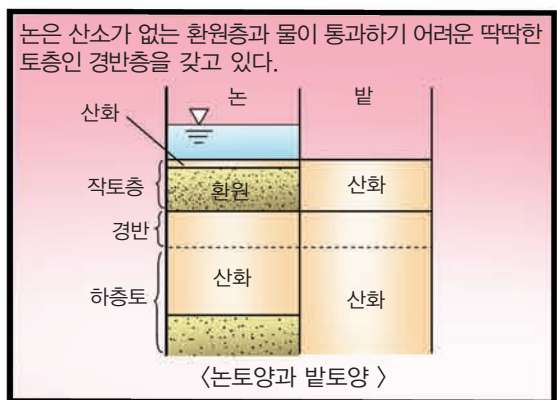 논은 산소가 없는 환원층과 물이 통과하기 어려운 딱딱한
토층인 경반층을 갖고 있다.
논 밭
산화
작토층 환원 산화
경반
하층토 산화 산화
〈논토양과 밭토양 〉